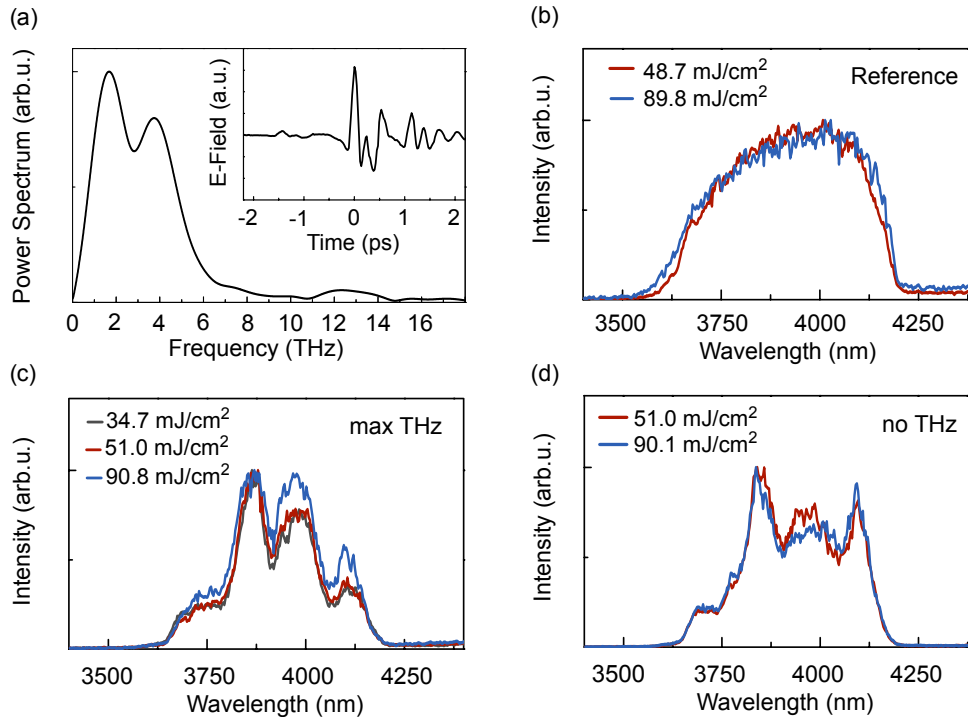 (a)
Power Spectrum (arb.u.)
0 2 4 6 8 10 12 14 16
Frequency (THz)
E-Field (a.u.)
-2 -1 0 1 2
Time (ps)
(b)
48.7 mJ/cm²
89.8 mJ/cm²
Reference
Intensity (arb.u.)
3500 3750 4000 4250
Wavelength (nm)
(c)
34.7 mJ/cm²
51.0 mJ/cm²
90.8 mJ/cm²
max THz
Intensity (arb.u.)
3500 3750 4000 4250
Wavelength (nm)
(d)
51.0 mJ/cm²
90.1 mJ/cm²
no THz
Intensity (arb.u.)
3500 3750 4000 4250
Wavelength (nm)